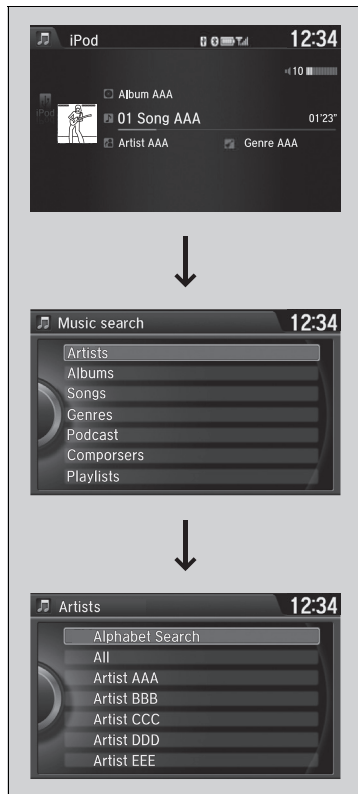 iPod 12:34
10
iPod
Album AAA
01 Song AAA 01'23"
Artist AAA Genre AAA
Music search 12:34
Artists
Albums
Songs
Genres
Podcast
Comporsers
Playlists
Artists 12:34
Alphabet Search
All
Artist AAA
Artist BBB
Artist CCC
Artist DDD
Artist EEE